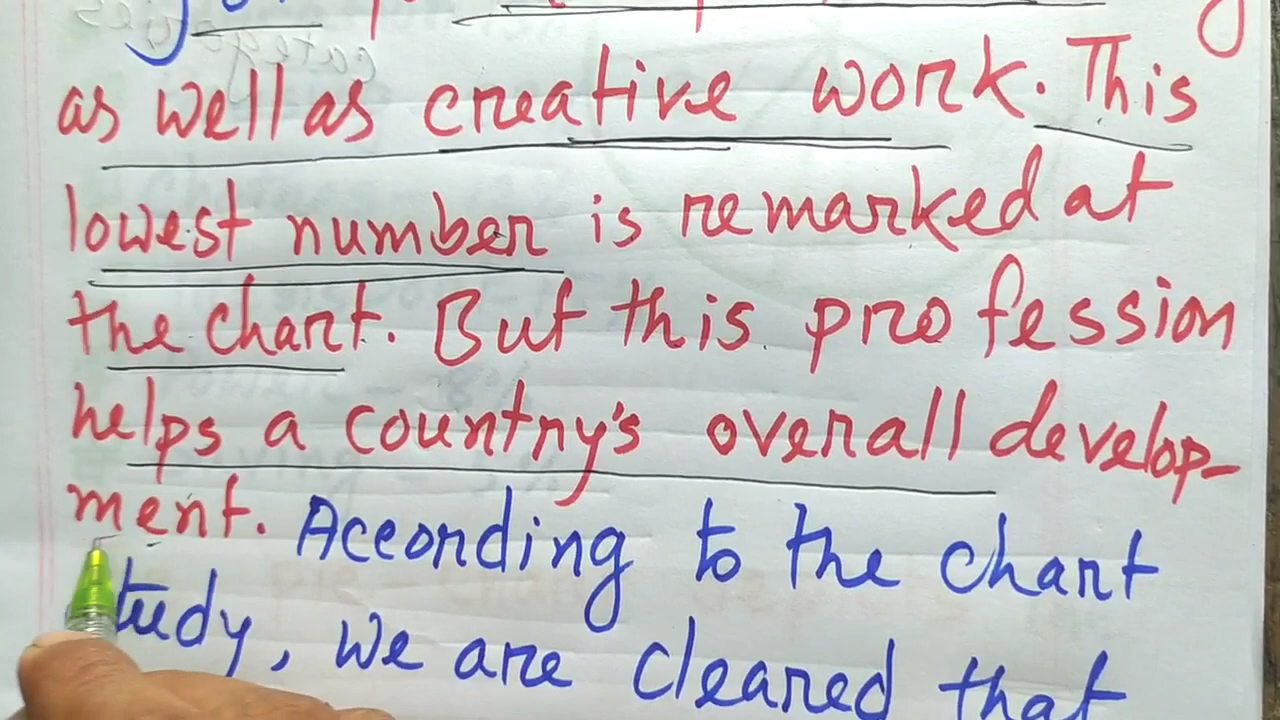 as well as creative work. This
lowest number is remarked at
the chart. But this profession
helps a country's overall develop-
ment. According to the chart
study, we are cleared that